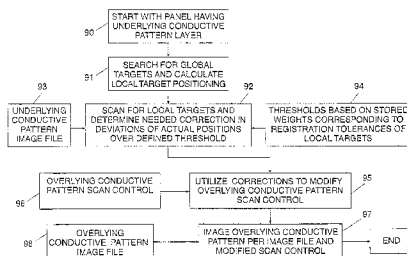 START WITH PANEL HAVING
UNDERLYING CONDUCTIVE
PATTERN LAYER
90
SEARCH FOR GLOBAL
TARGETS AND CALCULATE
LOCAL TARGET POSITIONING
91
93
92
94
UNDERLYING
CONDUCTIVE
PATTERN
IMAGE FILE
SCAN FOR LOCAL TARGETS AND
DETERMINE NEEDED CORRECTION IN
DEVIATIONS OF ACTUAL POSITIONS
OVER DEFINED THRESHOLD
THRESHOLDS BASED ON STORED
WEIGHTS CORRESPONDING TO
REGISTRATION TOLERANCES OF
LOCAL TARGETS
OVERLYING CONDUCTIVE
PATTERN SCAN CONTROL
96
UTILIZE CORRECTIONS TO MODIFY
OVERLYING CONDUCTIVE PATTERN
SCAN CONTROL
95
97
OVERLYING
CONDUCTIVE PATTERN
IMAGE FILE
98
IMAGE OVERLYING CONDUCTIVE
PATTERN PER IMAGE FILE AND
MODIFIED SCAN CONTROL
END